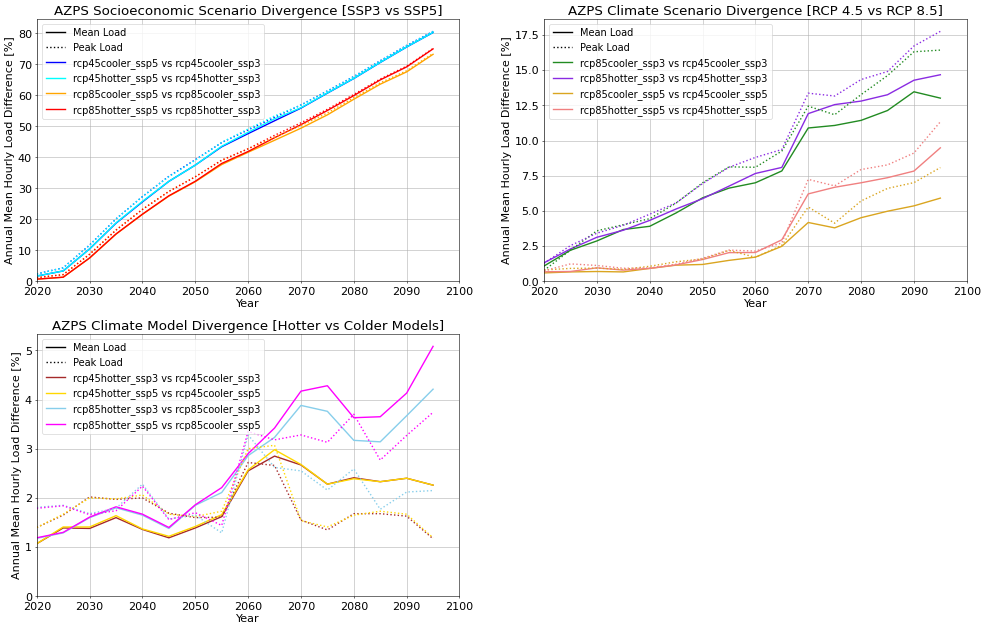 AZPS Socioeconomic Scenario Divergence [SSP3 vs SSP5]
Annual Mean Hourly Load Difference [%]
80
70
60
50
40
30
20
10
0
Mean Load
Peak Load
rcp45cooler_ssp5 vs rcp45cooler_ssp3
rcp45hotter_ssp5 vs rcp45hotter_ssp3
rcp85cooler_ssp5 vs rcp85cooler_ssp3
rcp85hotter_ssp5 vs rcp85hotter_ssp3
2020 2030 2040 2050 2060 2070 2080 2090 2100
Year
AZPS Climate Scenario Divergence [RCP 4.5 vs RCP 8.5]
Annual Mean Hourly Load Difference [%]
17.5
15.0
12.5
10.0
7.5
5.0
2.5
0.0
Mean Load
Peak Load
rcp85cooler_ssp3 vs rcp45cooler_ssp3
rcp85hotter_ssp3 vs rcp45hotter_ssp3
rcp85cooler_ssp5 vs rcp45cooler_ssp5
rcp85hotter_ssp5 vs rcp45hotter_ssp5
2020 2030 2040 2050 2060 2070 2080 2090 2100
Year
AZPS Climate Model Divergence [Hotter vs Colder Models]
Annual Mean Hourly Load Difference [%]
5
4
3
2
1
0
Mean Load
Peak Load
rcp45hotter_ssp3 vs rcp45cooler_ssp3
rcp45hotter_ssp5 vs rcp45cooler_ssp5
rcp85hotter_ssp3 vs rcp85cooler_ssp3
rcp85hotter_ssp5 vs rcp85cooler_ssp5
2020 2030 2040 2050 2060 2070 2080 2090 2100
Year